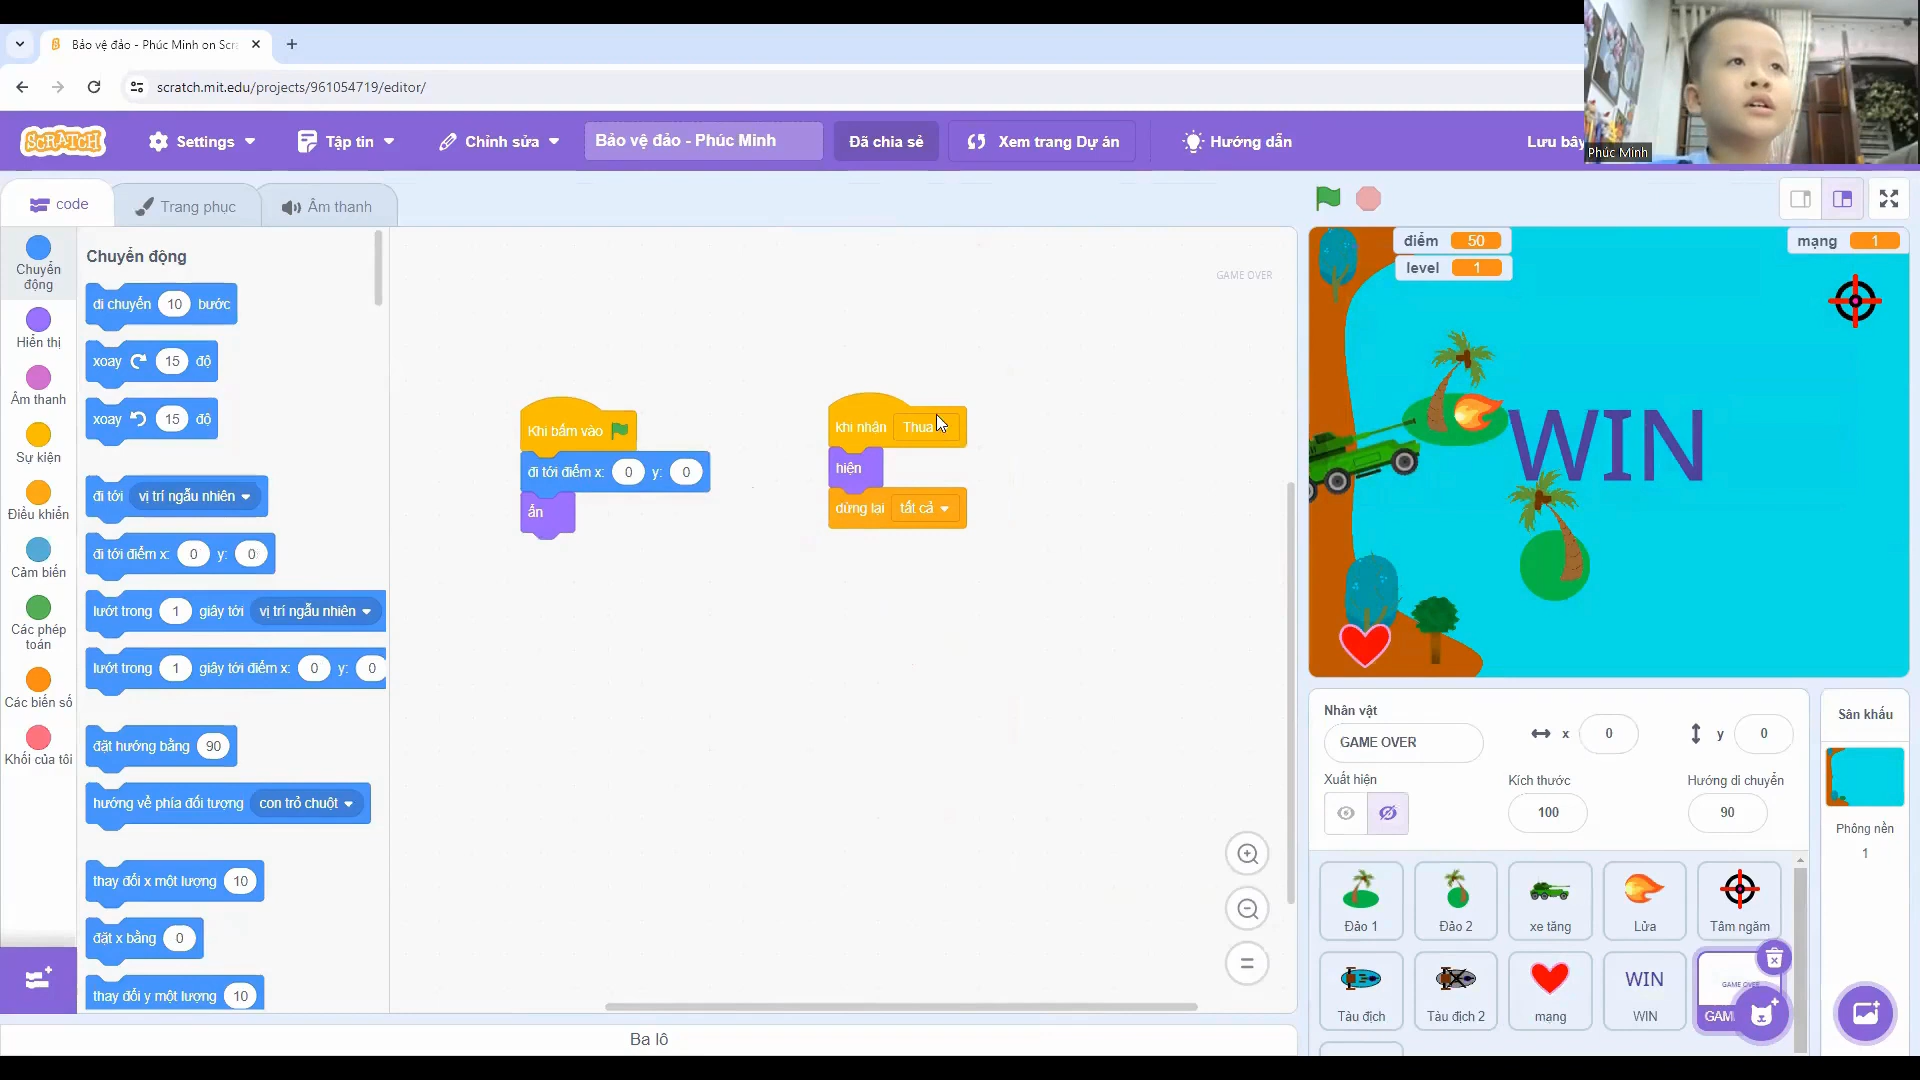 Bảo vệ đảo - Phúc Minh on Scr
scratch.mit.edu/projects/961054719/editor/
SCRATCH
Settings
Tập tin
Chỉnh sửa
Bảo vệ đảo - Phúc Minh
Đã chia sẻ
Xem trang Dự án
Hướng dẫn
Lưu bây
Phúc Minh
code
Trang phục
Âm thanh
Chuyển động
Hiển thị
Âm thanh
Sự kiện
Điều khiển
Cảm biến
Các phép toán
Các biến số
Khối của tôi
Chuyển động
di chuyển 10 bước
xoay 15 độ
xoay 15 độ
đi tới vị trí ngẫu nhiên
đi tới điểm x: 0 y: 0
lướt trong 1 giây tới vị trí ngẫu nhiên
lướt trong 1 giây tới điểm x: 0 y: 0
đặt hướng bằng 90
hướng về phía đối tượng con trỏ chuột
thay đổi x một lượng 10
đặt x bằng 0
thay đổi y một lượng 10
GAME OVER
Khi bấm vào
đi tới điểm x: 0 y: 0
ẩn
khi nhận Thua
hiện
dừng lại tất cả
Ba lô
điểm 50
level 1
mạng 1
WIN
Nhân vật
GAME OVER
x 0
y 0
Xuất hiện
Kích thước
100
Hướng di chuyển
90
Đảo 1
Đảo 2
xe tăng
Lửa
Tâm ngắm
Tàu địch
Tàu địch 2
mạng
WIN
WIN
GAME OVER
GAM
Sân khấu
Phông nền
1